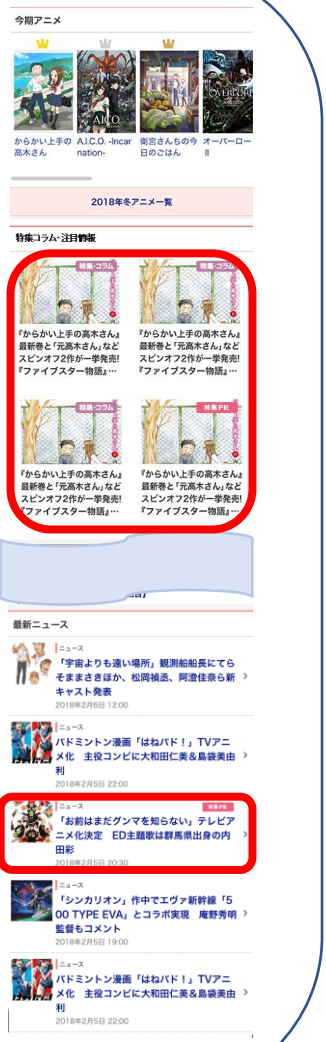 今期アニメ
からかい上手の
高木さん
A.I.C.O. -Incar
nation-
衛宮さんちの今
日のごはん
オーバーロー
II
2018年冬アニメ一覧
特集コラム・注目情報
特集・コラム
『からかい上手の高木さん』
最新巻と「元高木さん」など
スピンオフ2作が一挙発売!
『ファイブスター物語』…
特集・コラム
『からかい上手の高木さん』
最新巻と「元高木さん」など
スピンオフ2作が一挙発売!
『ファイブスター物語』…
特集・コラム
『からかい上手の高木さん』
最新巻と「元高木さん」など
スピンオフ2作が一挙発売!
『ファイブスター物語』…
特集 PR
『からかい上手の高木さん』
最新巻と「元高木さん」など
スピンオフ2作が一挙発売!
『ファイブスター物語』…
最新ニュース
ニュース
「宇宙よりも遠い場所」観測船船長にてら
そままさきほか、松岡禎丞、阿澄佳奈ら新
キャスト発表
2018年2月6日 12:00
ニュース
バドミントン漫画「はねバド！」TVアニ
メ化　主役コンビに大和田仁美＆島袋美由
利
2018年2月5日 22:00
ニュース
特集 PR
「お前はまだグンマを知らない」テレビア
ニメ化決定　ED主題歌は群馬県出身の内
田彩
2018年2月5日 20:30
ニュース
「シンカリオン」作中でエヴァ新幹線「5
00 TYPE EVA」とコラボ実現　庵野秀明
監督もコメント
2018年2月5日 19:00
ニュース
バドミントン漫画「はねバド！」TVアニ
メ化　主役コンビに大和田仁美＆島袋美由
利
2018年2月5日 22:00